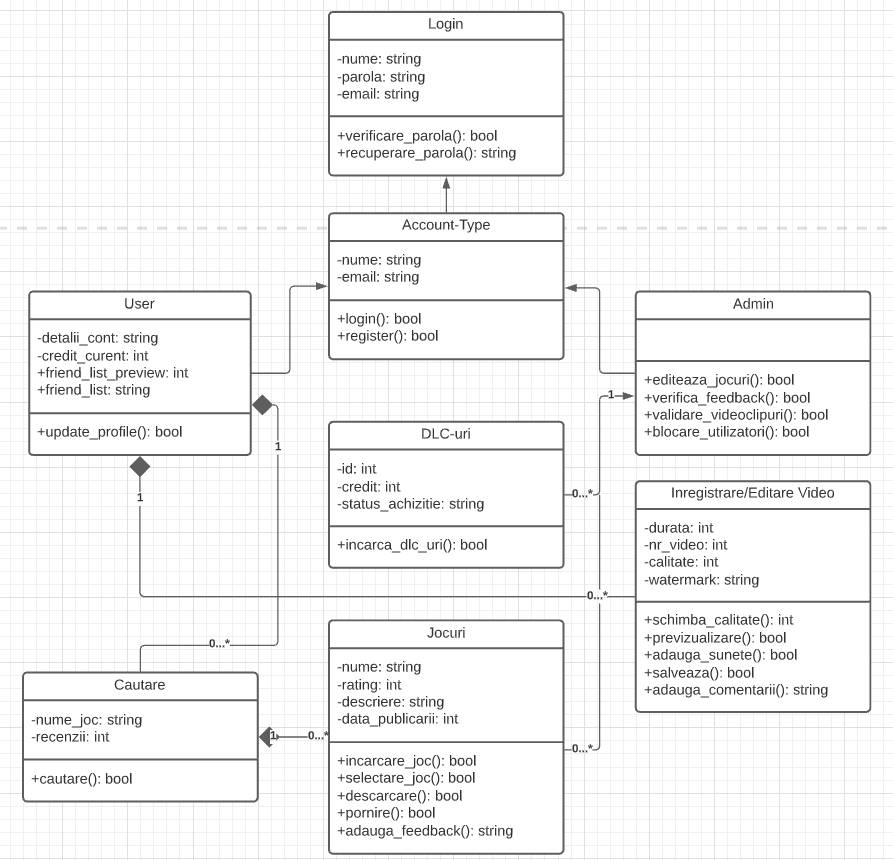 Login
-nume: string
-parola: string
-email: string
+verificare_parola(): bool
+recuperare_parola(): string
Account-Type
-nume: string
-email: string
+login(): bool
+register(): bool
User
-detalii_cont: string
-credit_curent: int
+friend_list_preview: int
+friend_list: string
+update_profile(): bool
Admin
+editeaza_jocuri(): bool
+verifica_feedback(): bool
+validare_videoclipuri(): bool
+blocare_utilizatori(): bool
1
1
1
DLC-uri
-id: int
-credit: int
-status_achizitie: string
+incarca_dlc_uri(): bool
0...*
Inregistrare/Editare Video
-durata: int
-nr_video: int
-calitate: int
-watermark: string
+schimba_calitate(): int
+previzualizare(): bool
+adauga_sunete(): bool
+salveaza(): bool
+adauga_comentarii(): string
0...*
0...*
Cautare
-nume_joc: string
-recenzii: int
+cautare(): bool
1
0...*
Jocuri
-nume: string
-rating: int
-descriere: string
-data_publicarii: int
+incarcare_joc(): bool
+selectare_joc(): bool
+descarcare(): bool
+pornire(): bool
+adauga_feedback(): string
0...*